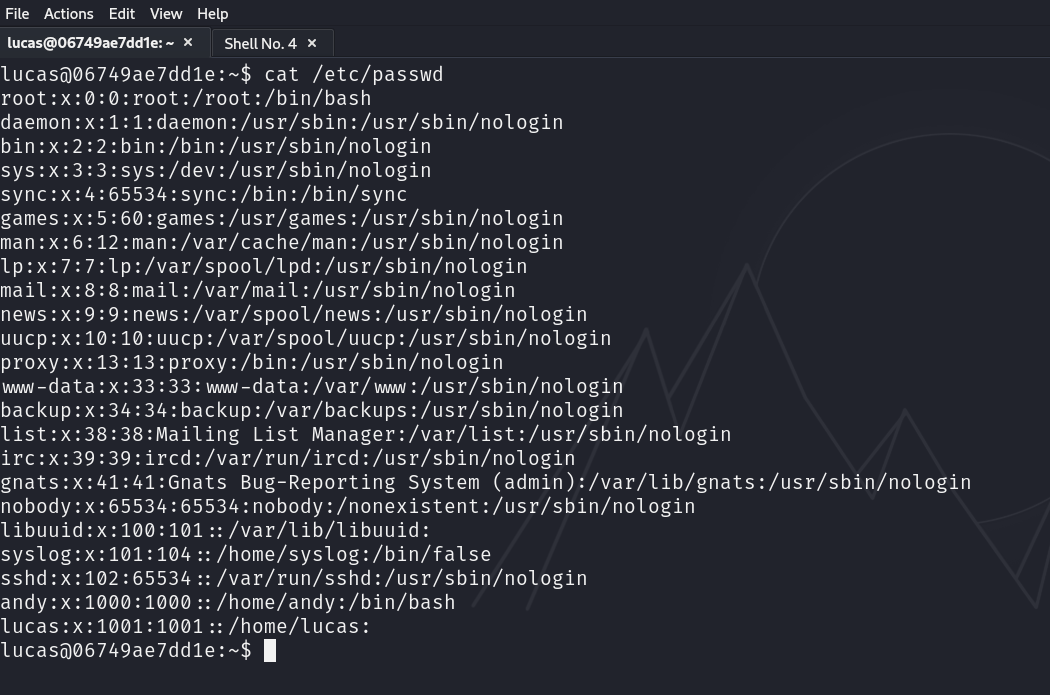 File Actions Edit View Help
lucas@06749ae7dd1e: ~ × Shell No. 4 ×
lucas@06749ae7dd1e:~$ cat /etc/passwd
root:x:0:0:root:/root:/bin/bash
daemon:x:1:1:daemon:/usr/sbin:/usr/sbin/nologin
bin:x:2:2:bin:/bin:/usr/sbin/nologin
sys:x:3:3:sys:/dev:/usr/sbin/nologin
sync:x:4:65534:sync:/bin:/bin/sync
games:x:5:60:games:/usr/games:/usr/sbin/nologin
man:x:6:12:man:/var/cache/man:/usr/sbin/nologin
lp:x:7:7:lp:/var/spool/lpd:/usr/sbin/nologin
mail:x:8:8:mail:/var/mail:/usr/sbin/nologin
news:x:9:9:news:/var/spool/news:/usr/sbin/nologin
uucp:x:10:10:uucp:/var/spool/uucp:/usr/sbin/nologin
proxy:x:13:13:proxy:/bin:/usr/sbin/nologin
www-data:x:33:33:www-data:/var/www:/usr/sbin/nologin
backup:x:34:34:backup:/var/backups:/usr/sbin/nologin
list:x:38:38:Mailing List Manager:/var/list:/usr/sbin/nologin
irc:x:39:39:ircd:/var/run/ircd:/usr/sbin/nologin
gnats:x:41:41:Gnats Bug-Reporting System (admin):/var/lib/gnats:/usr/sbin/nologin
nobody:x:65534:65534:nobody:/nonexistent:/usr/sbin/nologin
libuuid:x:100:101::/var/lib/libuuid:
syslog:x:101:104::/home/syslog:/bin/false
sshd:x:102:65534::/var/run/sshd:/usr/sbin/nologin
andy:x:1000:1000::/home/andy:/bin/bash
lucas:x:1001:1001::/home/lucas:
lucas@06749ae7dd1e:~$